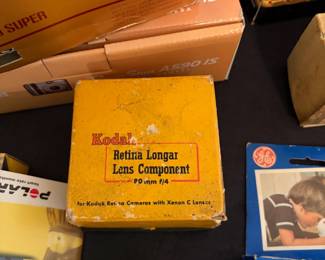 SUPER
A590 IS
Kodak
Retina Longar
Lens Component
mm f/4
for Kodak Retina Cameras with Xenon C Lenses
POLAR
GE